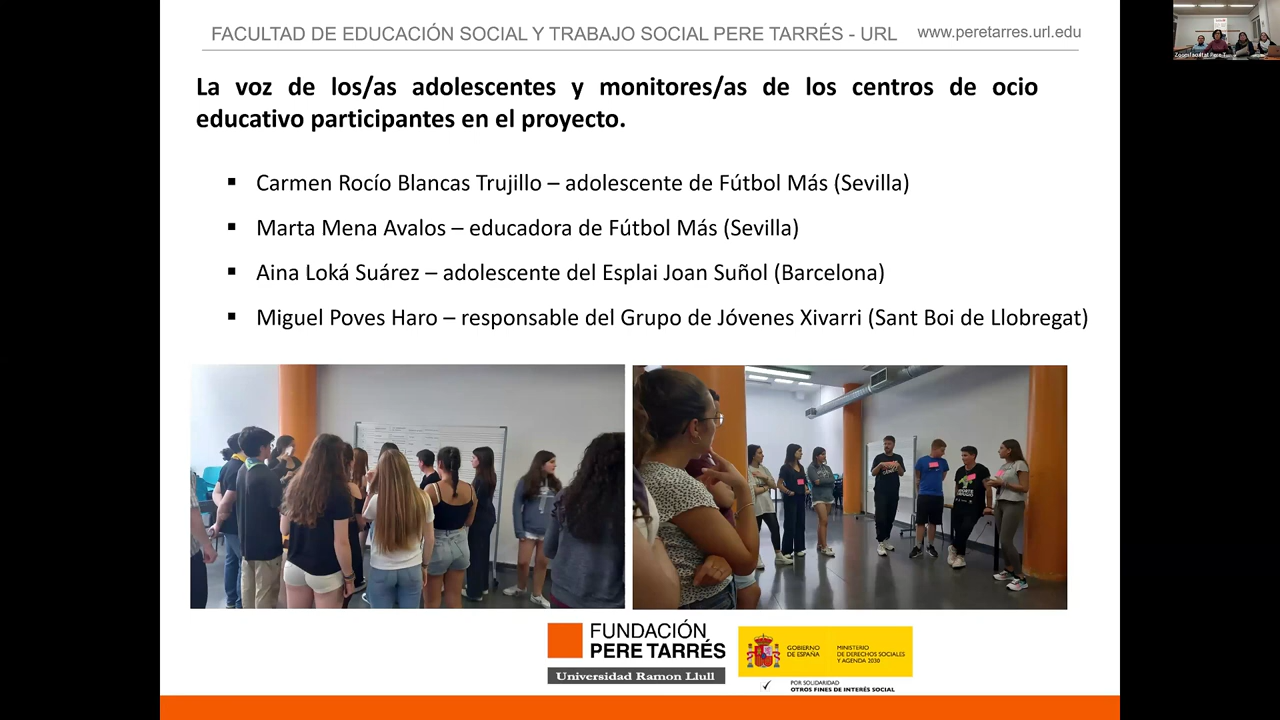 FACULTAD DE EDUCACIÓN SOCIAL Y TRABAJO SOCIAL PERE TARRÉS - URL www.peretarres.url.edu
La voz de los/as adolescentes y monitores/as de los centros de ocio
educativo participantes en el proyecto.
▪ Carmen Rocío Blancas Trujillo – adolescente de Fútbol Más (Sevilla)
▪ Marta Mena Avalos – educadora de Fútbol Más (Sevilla)
▪ Aina Loká Suárez – adolescente del Esplai Joan Suñol (Barcelona)
▪ Miguel Poves Haro – responsable del Grupo de Jóvenes Xivarri (Sant Boi de Llobregat)
FUNDACIÓN
PERE TARRÉS
Universidad Ramon Llull
GOBIERNO
DE ESPAÑA
MINISTERIO
DE DERECHOS SOCIALES
Y AGENDA 2030
POR SOLIDARIDAD
OTROS FINES DE INTERÉS SOCIAL